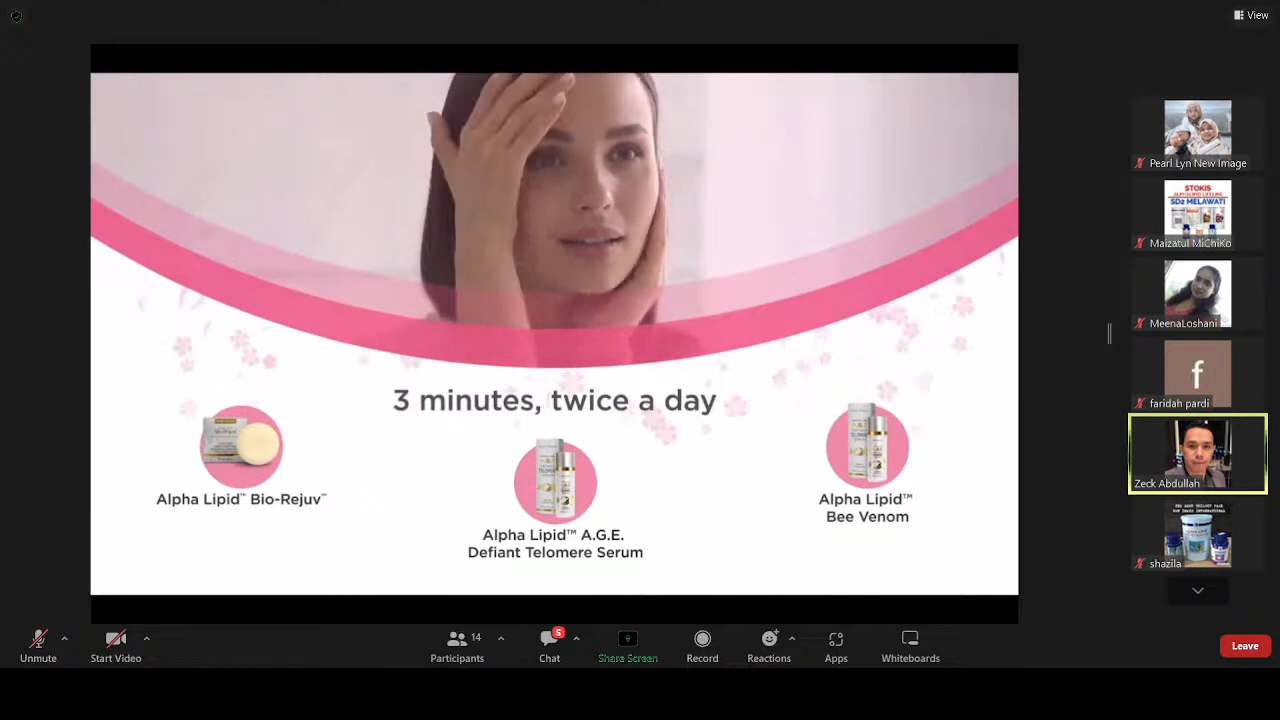 View
3 minutes, twice a day
Alpha Lipid™ Bio-Rejuv™
Alpha Lipid™ A.G.E.
Defiant Telomere Serum
Alpha Lipid™
Bee Venom
Pearl Lyn New Image
STOKIS
ALPHALIPID LIFELINE
SD2 MELAWATI
Maizatul MiChiKo
MeenaLoshani
f
faridah pardi
Zeck Abdullah
shazila
Unmute
Start Video
14
Participants
5
Chat
Share Screen
Record
Reactions
Apps
Whiteboards
Leave